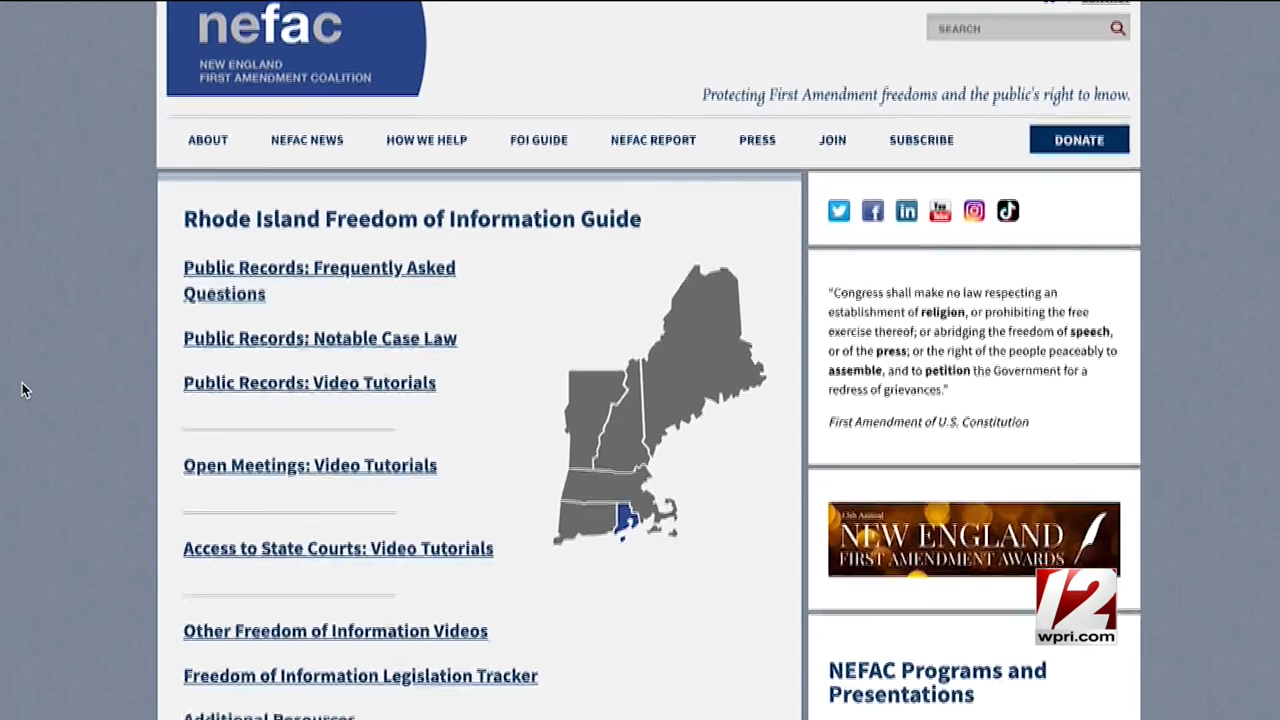 nefac
NEW ENGLAND
FIRST AMENDMENT COALITION
SEARCH
Protecting First Amendment freedoms and the public's right to know.
ABOUT
NEFAC NEWS
HOW WE HELP
FOI GUIDE
NEFAC REPORT
PRESS
JOIN
SUBSCRIBE
DONATE
Rhode Island Freedom of Information Guide
Public Records: Frequently Asked
Questions
Public Records: Notable Case Law
Public Records: Video Tutorials
Open Meetings: Video Tutorials
Access to State Courts: Video Tutorials
Other Freedom of Information Videos
Freedom of Information Legislation Tracker
Additional Resources
You
Tube
“Congress shall make no law respecting an
establishment of religion, or prohibiting the free
exercise thereof; or abridging the freedom of speech,
or of the press; or the right of the people peaceably to
assemble, and to petition the Government for a
redress of grievances.”
First Amendment of U.S. Constitution
13th Annual
NEW ENGLAND
FIRST AMENDMENT AWARDS
12
wpri.com
NEFAC Programs and
Presentations